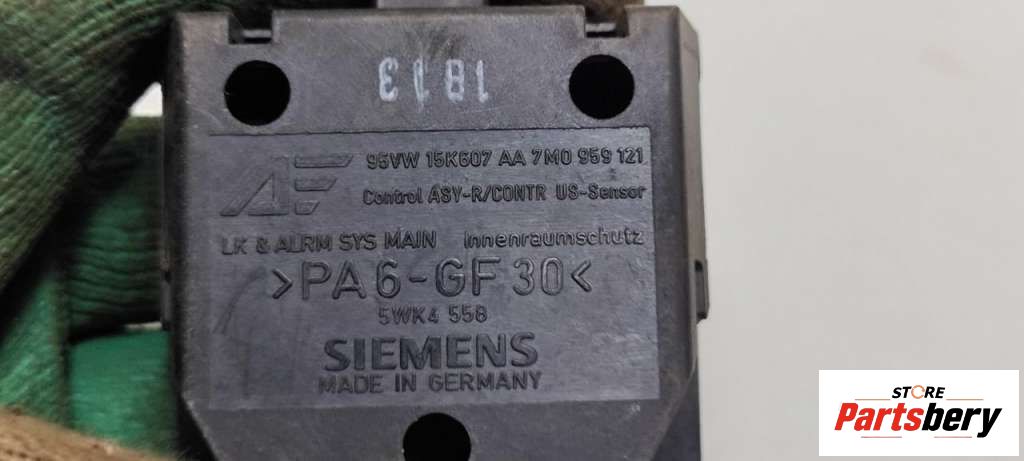 1813
AF
95VW 15K607 AA 7M0 959 121
Control ASY-R/CONTR US-Sensor
LK & ALRM SYS MAIN Innenraumschutz
>PA6-GF30<
5WK4 558
SIEMENS
MADE IN GERMANY
STORE
Partsbery